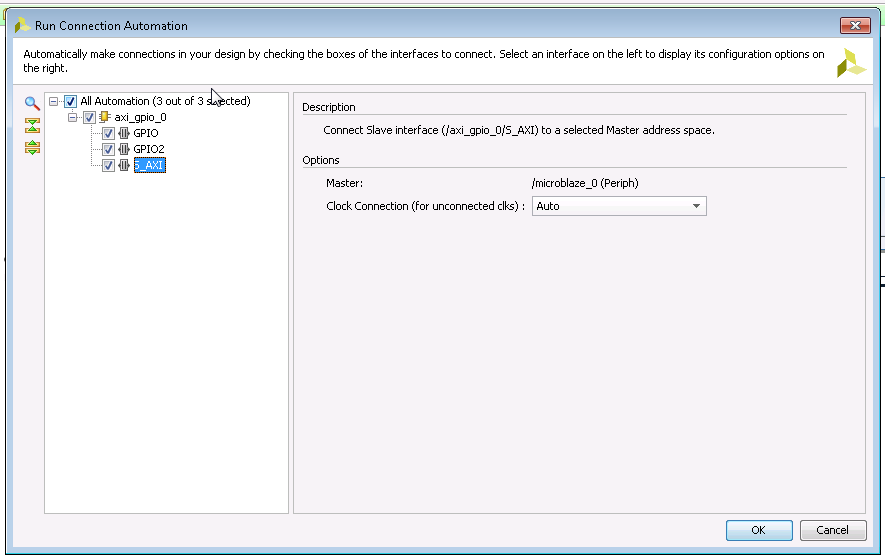 Run Connection Automation
Automatically make connections in your design by checking the boxes of the interfaces to connect. Select an interface on the left to display its configuration options on
the right.
All Automation (3 out of 3 selected)
axi_gpio_0
GPIO
GPIO2
S_AXI
Description
Connect Slave interface (/axi_gpio_0/S_AXI) to a selected Master address space.
Options
Master: /microblaze_0 (Periph)
Clock Connection (for unconnected clks) : Auto
OK Cancel